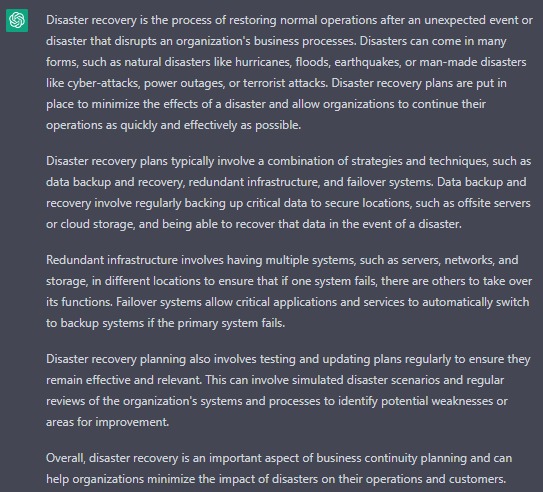 Disaster recovery is the process of restoring normal operations after an unexpected event or
disaster that disrupts an organization's business processes. Disasters can come in many
forms, such as natural disasters like hurricanes, floods, earthquakes, or man-made disasters
like cyber-attacks, power outages, or terrorist attacks. Disaster recovery plans are put in
place to minimize the effects of a disaster and allow organizations to continue their
operations as quickly and effectively as possible.
Disaster recovery plans typically involve a combination of strategies and techniques, such as
data backup and recovery, redundant infrastructure, and failover systems. Data backup and
recovery involve regularly backing up critical data to secure locations, such as offsite servers
or cloud storage, and being able to recover that data in the event of a disaster.
Redundant infrastructure involves having multiple systems, such as servers, networks, and
storage, in different locations to ensure that if one system fails, there are others to take over
its functions. Failover systems allow critical applications and services to automatically switch
to backup systems if the primary system fails.
Disaster recovery planning also involves testing and updating plans regularly to ensure they
remain effective and relevant. This can involve simulated disaster scenarios and regular
reviews of the organization's systems and processes to identify potential weaknesses or
areas for improvement.
Overall, disaster recovery is an important aspect of business continuity planning and can
help organizations minimize the impact of disasters on their operations and customers.